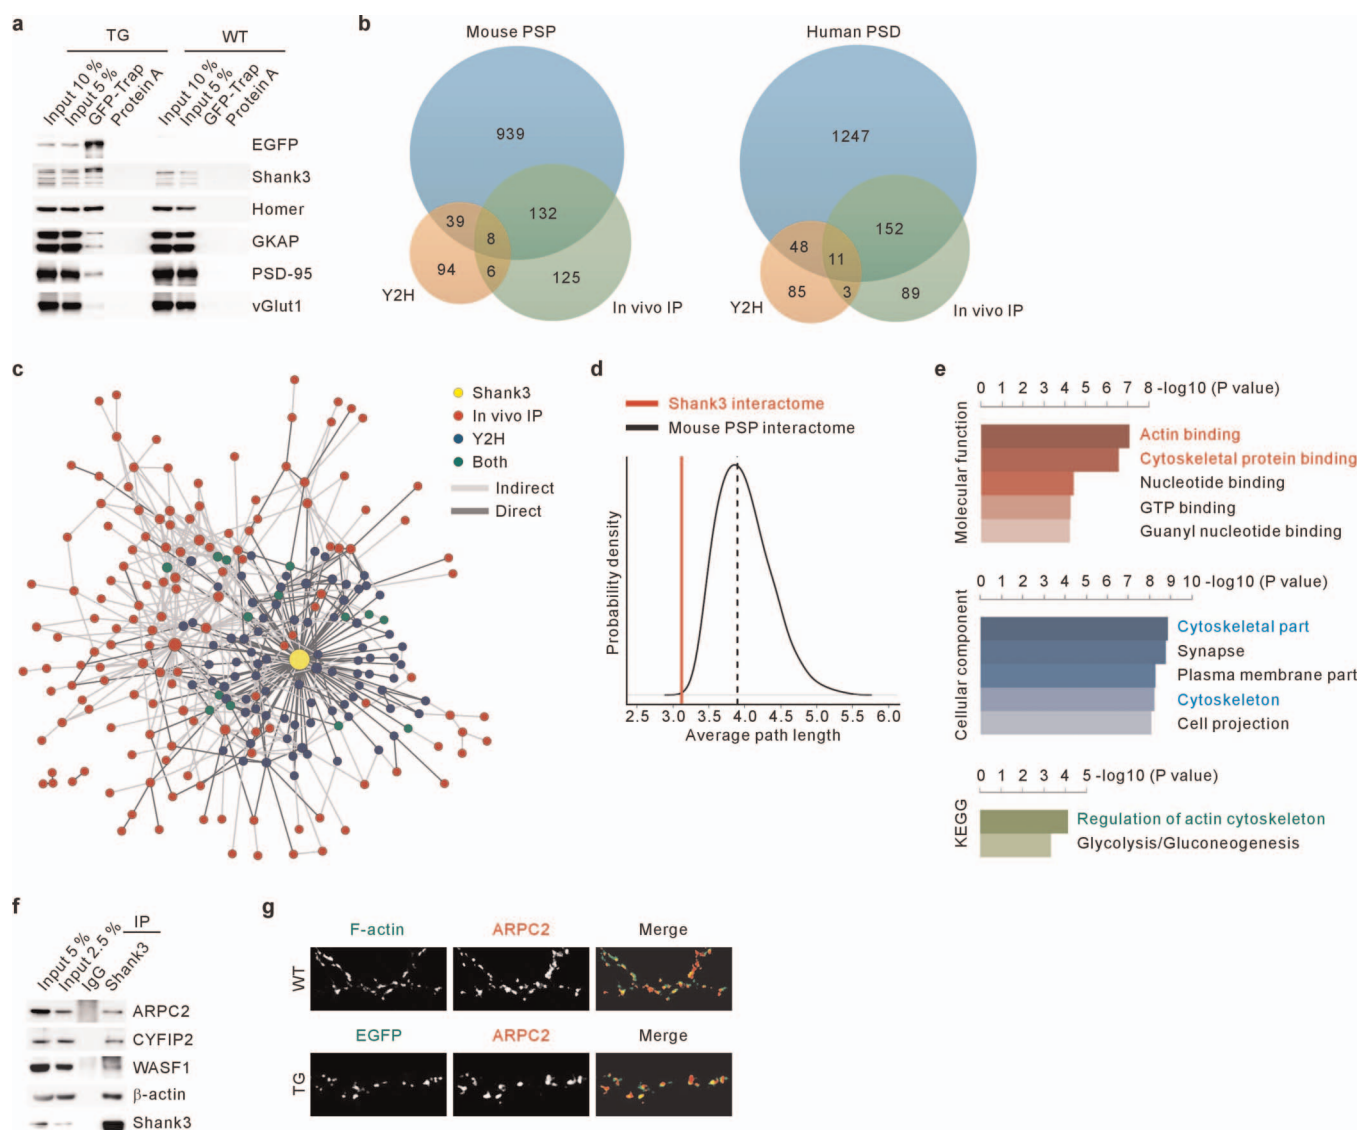 a
TG
WT
Input 10 %
Input 5 %
GFP-Trap
Protein A
Input 10 %
Input 5 %
GFP-Trap
Protein A
EGFP
Shank3
Homer
GKAP
PSD-95
vGlut1
b
Mouse PSP
939
39
8
132
94
6
125
Y2H
In vivo IP
Human PSD
1247
48
11
152
85
3
89
Y2H
In vivo IP
c
Shank3
In vivo IP
Y2H
Both
Indirect
Direct
d
Shank3 interactome
Mouse PSP interactome
Probability density
2.5 3.0 3.5 4.0 4.5 5.0 5.5 6.0
Average path length
e
0 1 2 3 4 5 6 7 8 -log10 (P value)
Molecular function
Actin binding
Cytoskeletal protein binding
Nucleotide binding
GTP binding
Guanyl nucleotide binding
0 1 2 3 4 5 6 7 8 9 10 -log10 (P value)
Cellular component
Cytoskeletal part
Synapse
Plasma membrane part
Cytoskeleton
Cell projection
0 1 2 3 4 5 -log10 (P value)
KEGG
Regulation of actin cytoskeleton
Glycolysis/Gluconeogenesis
f
IP
Input 5 %
Input 2.5 %
IgG
Shank3
ARPC2
CYFIP2
WASF1
β-actin
Shank3
g
F-actin ARPC2 Merge
WT
EGFP ARPC2 Merge
TG